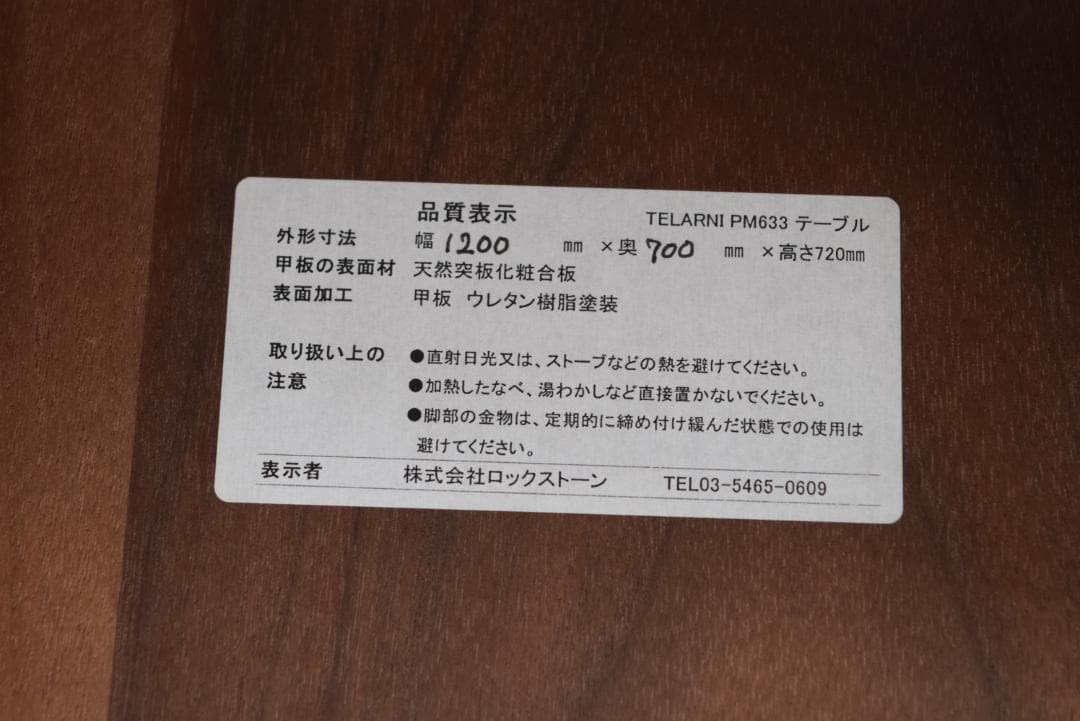 品質表示 TELARNI PM633 テーブル
外形寸法 幅 1200 mm ×奥 700 mm ×高さ720mm
甲板の表面材 天然突板化粧合板
表面加工 甲板 ウレタン樹脂塗装
取り扱い上の ●直射日光又は、ストーブなどの熱を避けてください。
注意 ●加熱したなべ、湯わかしなど直接置かないでください。
●脚部の金物は、定期的に締め付け緩んだ状態での使用は
避けてください。
表示者 株式会社ロックストーン TEL03-5465-0609